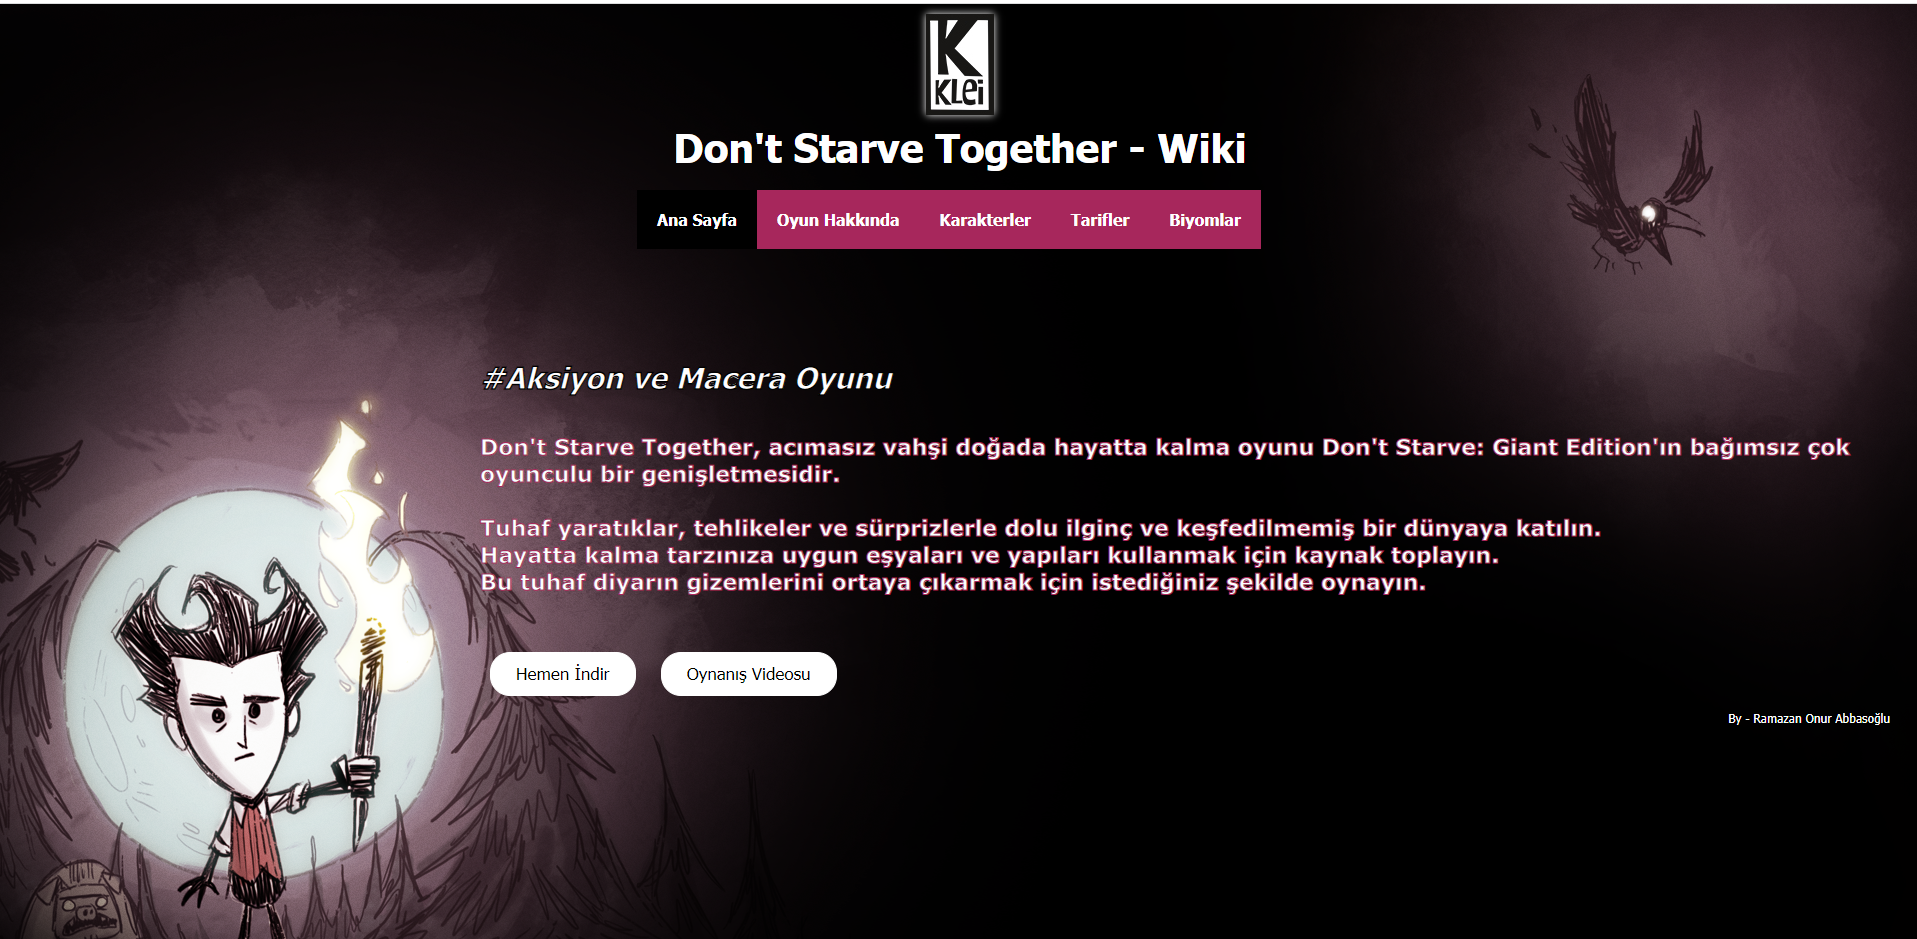 K
KLei
Don't Starve Together - Wiki
Ana Sayfa
Oyun Hakkında
Karakterler
Tarifler
Biyomlar
#Aksiyon ve Macera Oyunu
Don't Starve Together, acımasız vahşi doğada hayatta kalma oyunu Don't Starve: Giant Edition'ın bağımsız çok
oyunculu bir genişletmesidir.
Tuhaf yaratıklar, tehlikeler ve sürprizlerle dolu ilginç ve keşfedilmemiş bir dünyaya katılın.
Hayatta kalma tarzınıza uygun eşyaları ve yapıları kullanmak için kaynak toplayın.
Bu tuhaf diyarın gizemlerini ortaya çıkarmak için istediğiniz şekilde oynayın.
Hemen İndir
Oynanış Videosu
By - Ramazan Onur Abbasoğlu